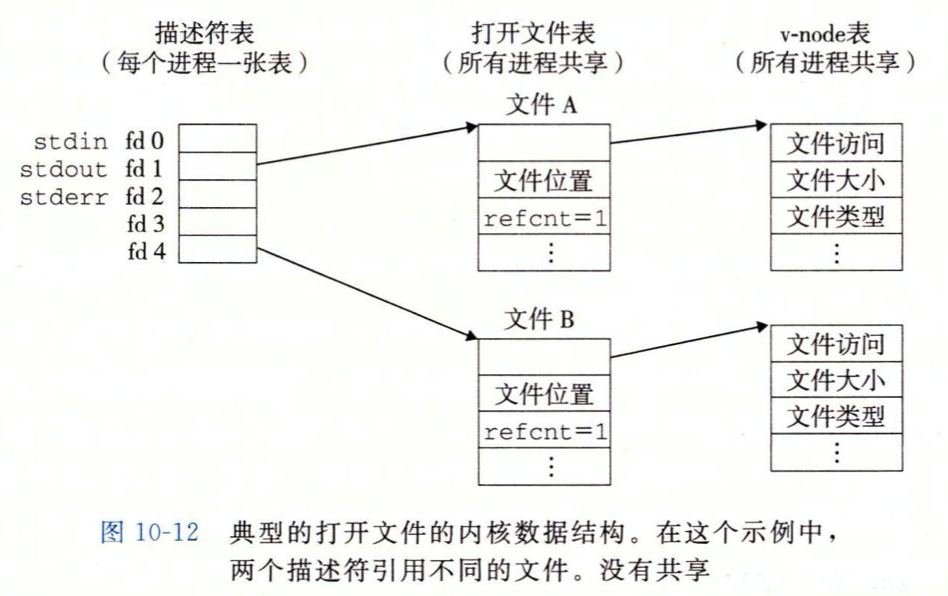 描述符表
(每个进程一张表)
打开文件表
(所有进程共享)
v-node表
(所有进程共享)
stdin fd 0
stdout fd 1
stderr fd 2
fd 3
fd 4
文件 A
文件位置
refcnt=1
⋮
文件访问
文件大小
文件类型
⋮
文件 B
文件位置
refcnt=1
⋮
文件访问
文件大小
文件类型
⋮
图 10-12 典型的打开文件的内核数据结构。在这个示例中,
两个描述符引用不同的文件。没有共享